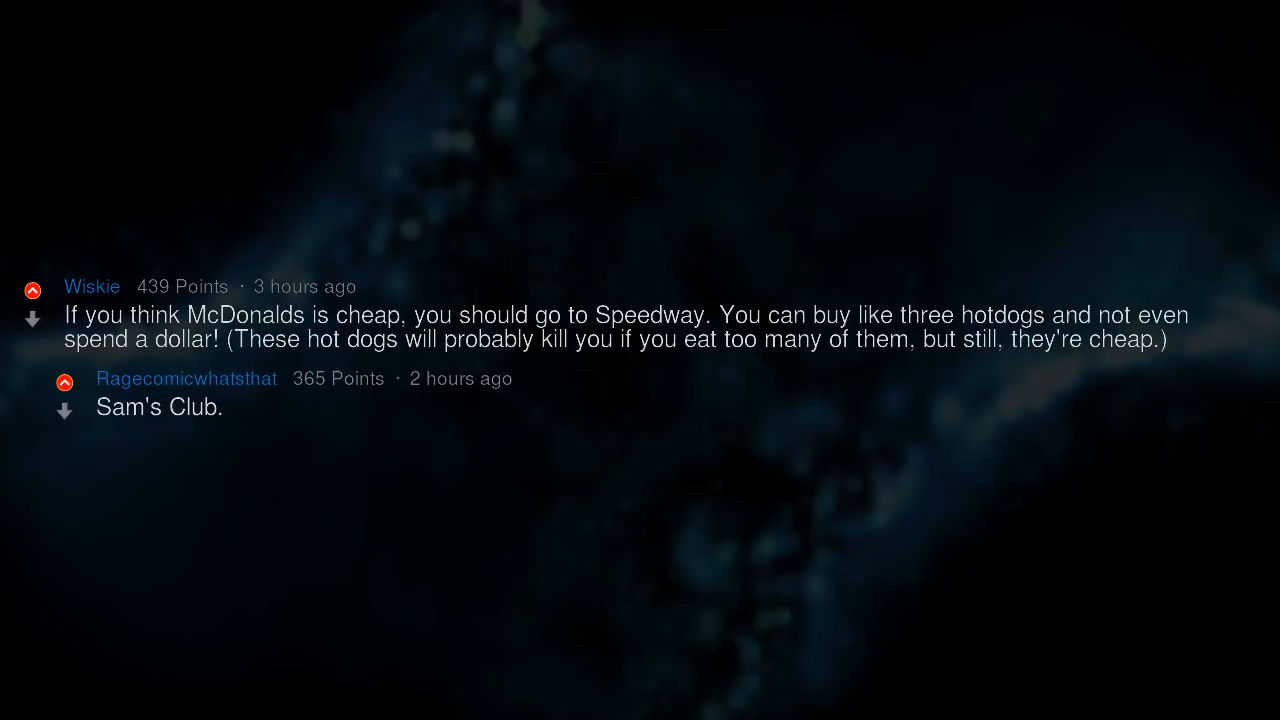 Wiskie 439 Points · 3 hours ago
If you think McDonalds is cheap, you should go to Speedway. You can buy like three hotdogs and not even
spend a dollar! (These hot dogs will probably kill you if you eat too many of them, but still, they're cheap.)
Ragecomicwhatsthat 365 Points · 2 hours ago
Sam's Club.